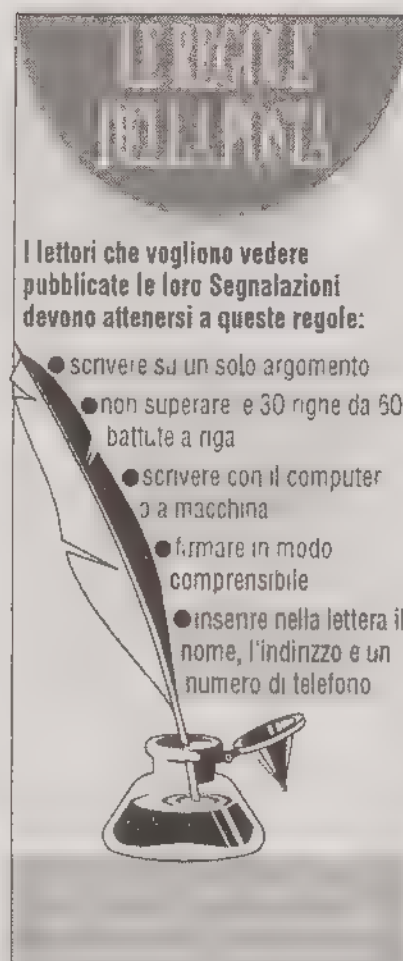 I lettori che vogliono vedere
pubblicate le loro Segnalazioni
devono attenersi a queste regole:
● scrivere su un solo argomento
● non superare e 30 righe da 60
battute a riga
● scrivere con il computer
o a macchina
● firmare in modo
comprensibile
● inserire nella lettera il
nome, l'indirizzo e un
numero di telefono